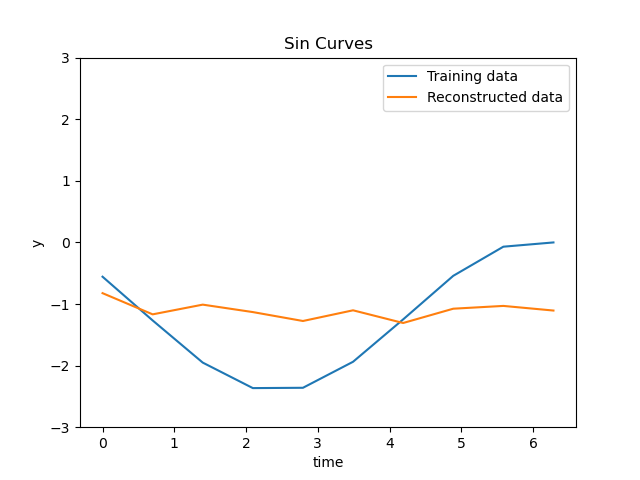 Sin Curves
Training data
Reconstructed data
3
2
1
0
−1
−2
−3
y
0 1 2 3 4 5 6
time